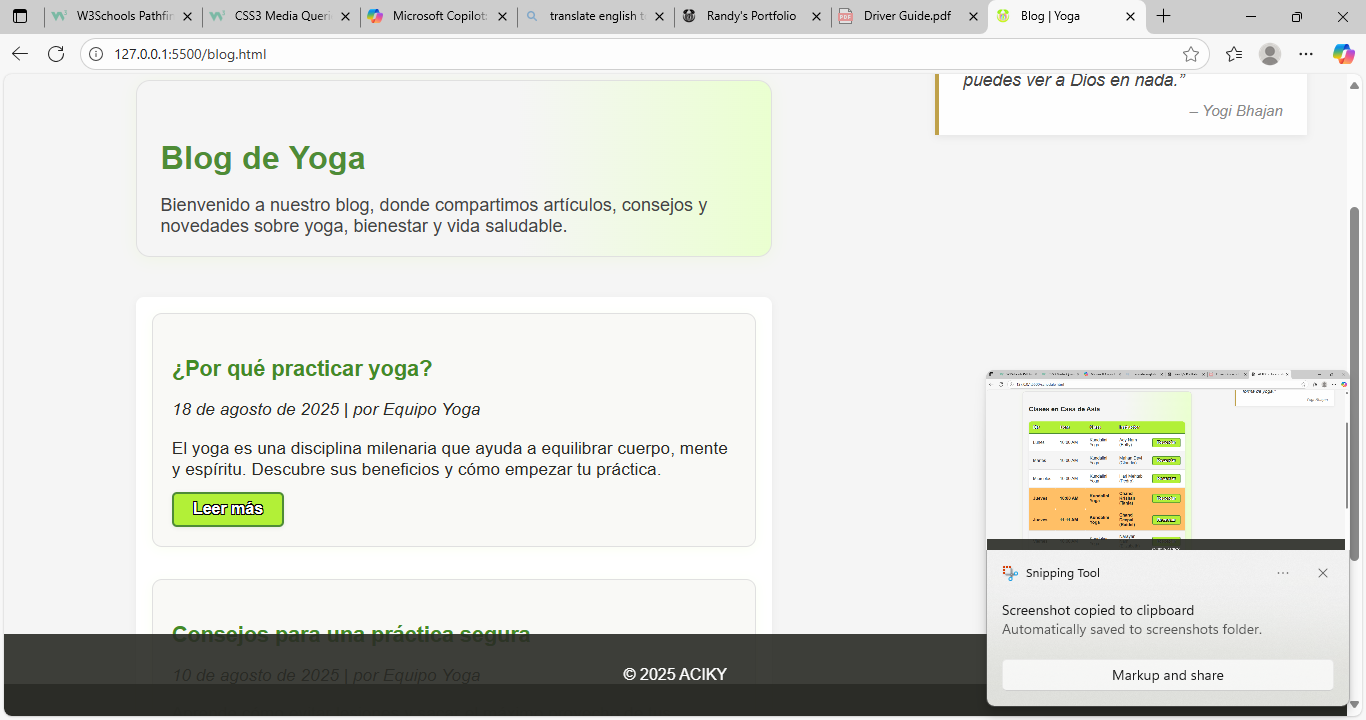 W3Schools Pathfin
CSS3 Media Queri
Microsoft Copilot:
translate english t
Randy's Portfolio
Driver Guide.pdf
Blog | Yoga
127.0.0.1:5500/blog.html
puedes ver a Dios en nada.”
– Yogi Bhajan
Blog de Yoga
Bienvenido a nuestro blog, donde compartimos artículos, consejos y
novedades sobre yoga, bienestar y vida saludable.
¿Por qué practicar yoga?
18 de agosto de 2025 | por Equipo Yoga
El yoga es una disciplina milenaria que ayuda a equilibrar cuerpo, mente
y espíritu. Descubre sus beneficios y cómo empezar tu práctica.
Leer más
Consejos para una práctica segura
10 de agosto de 2025 | por Equipo Yoga
© 2025 ACIKY
Clases en Casa de Asis
Snipping Tool
Screenshot copied to clipboard
Automatically saved to screenshots folder.
Markup and share